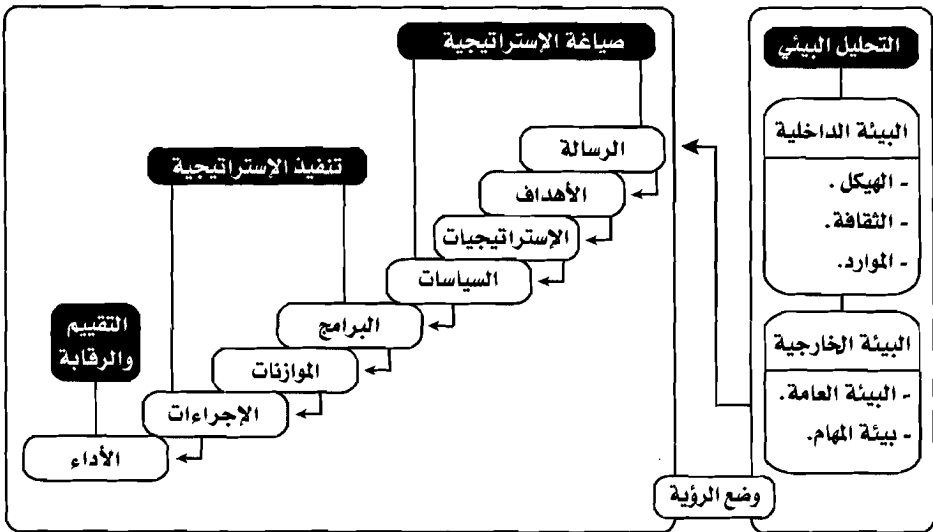 التحليل البيئي
البيئة الداخلية
- الهيكل .
- الثقافة.
- الموارد.
البيئة الخارجية
- البيئة العامة.
- بيئة المهام.
وضع الرؤية
صياغة الإستراتيجية
الرسالة
الأهداف
الإستراتيجيات
السياسات
تنفيذ الإستراتيجية
البرامج
الموازنات
الإجراءات
التقييم
والرقابة
الأداء